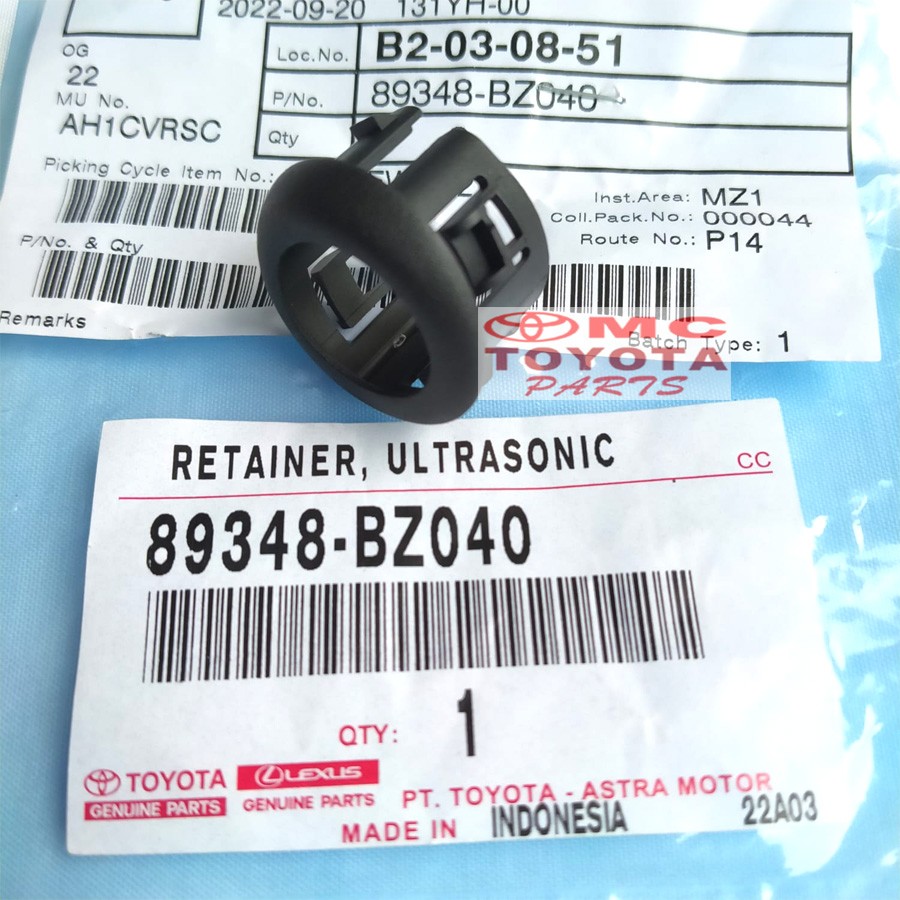 2022-09-20 131YH-00
Loc.No. B2-03-08-51
OG
22
P/No. 89348-BZ040
MU No.
AH1CVRSC
Qty
Picking Cycle Item No.:
Inst.Area: MZ1
Coll.Pack.No.: 000044
P/No. & Qty
Route No.: P14
Remarks
Batch Type: 1
MC
TOYOTA
PARTS
RETAINER, ULTRASONIC
CC
89348-BZ040
QTY: 1
TOYOTA LEXUS
GENUINE PARTS GENUINE PARTS PT. TOYOTA - ASTRA MOTOR
MADE IN INDONESIA 22A03